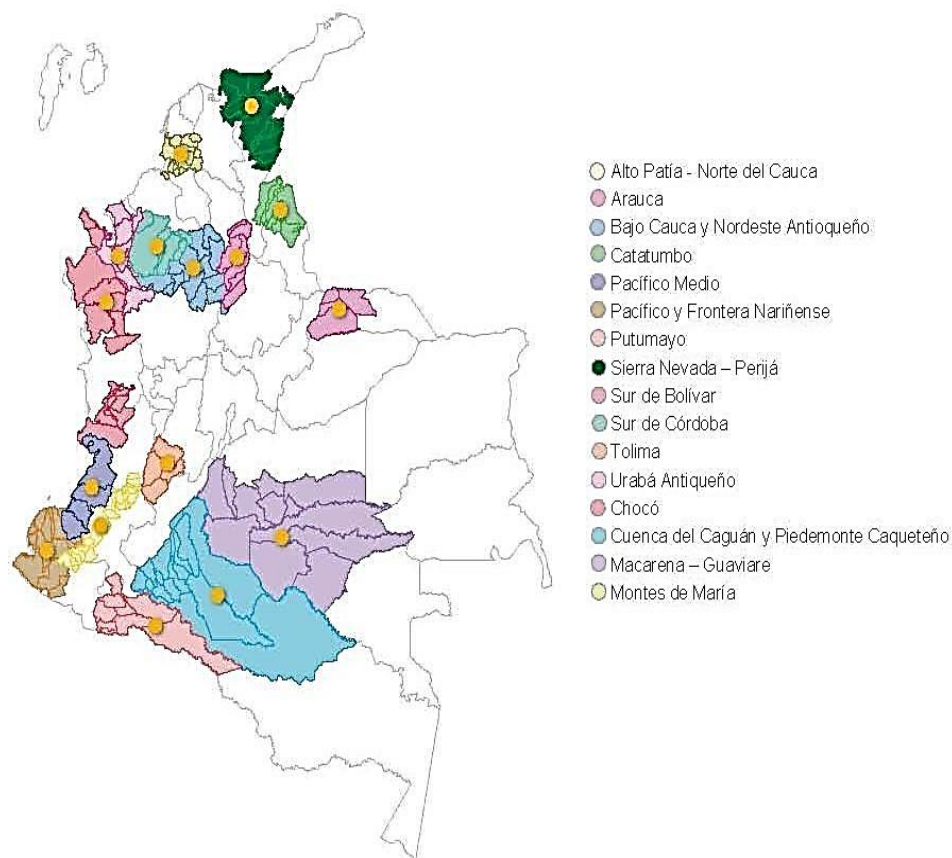 Alto Patía - Norte del Cauca
Arauca
Bajo Cauca y Nordeste Antioqueño
Catatumbo
Pacífico Medio
Pacífico y Frontera Nariñense
Putumayo
Sierra Nevada – Perijá
Sur de Bolívar
Sur de Córdoba
Tolima
Urabá Antiqueño
Chocó
Cuenca del Caguán y Piedemonte Caqueteño
Macarena – Guaviare
Montes de María